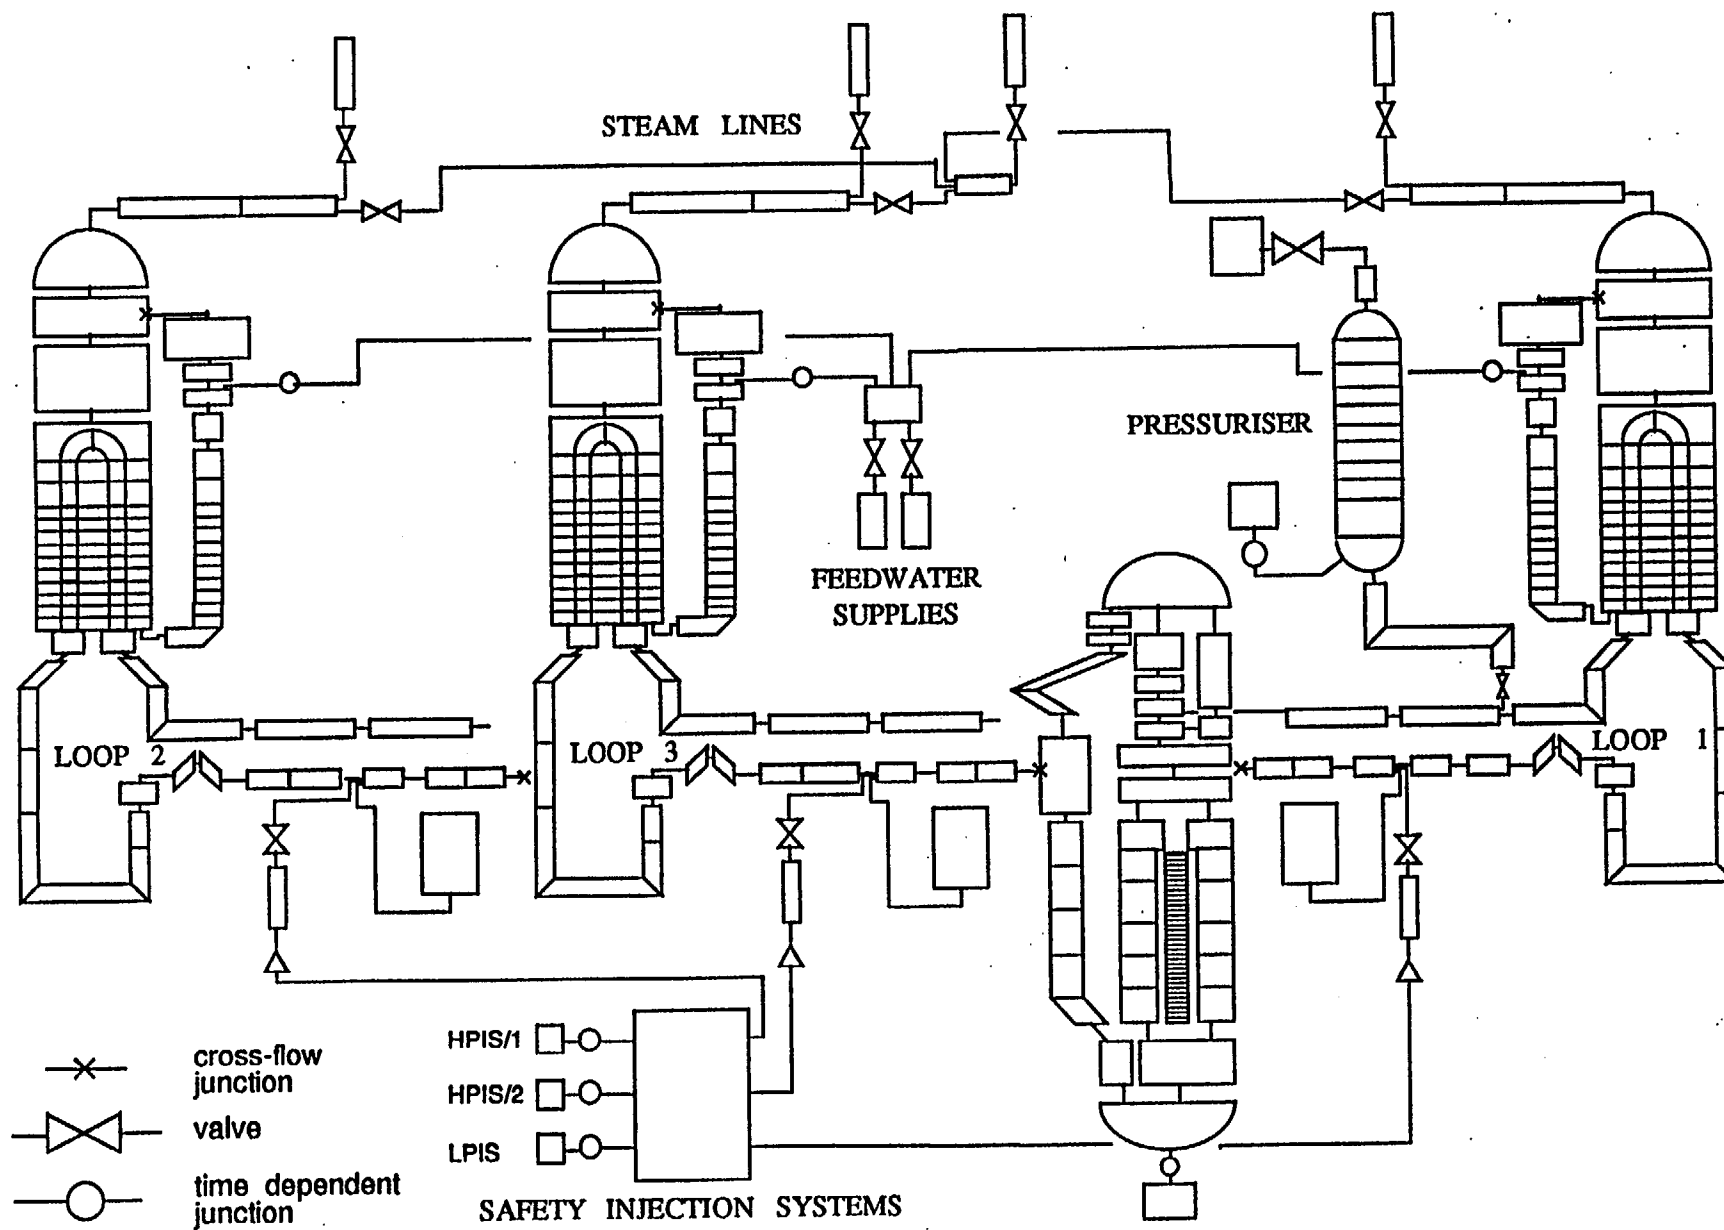 STEAM LINES
PRESSURISER
FEEDWATER
SUPPLIES
LOOP 2
LOOP 3
LOOP 1
HPIS/1
HPIS/2
LPIS
SAFETY INJECTION SYSTEMS
cross-flow
junction
valve
time dependent
junction